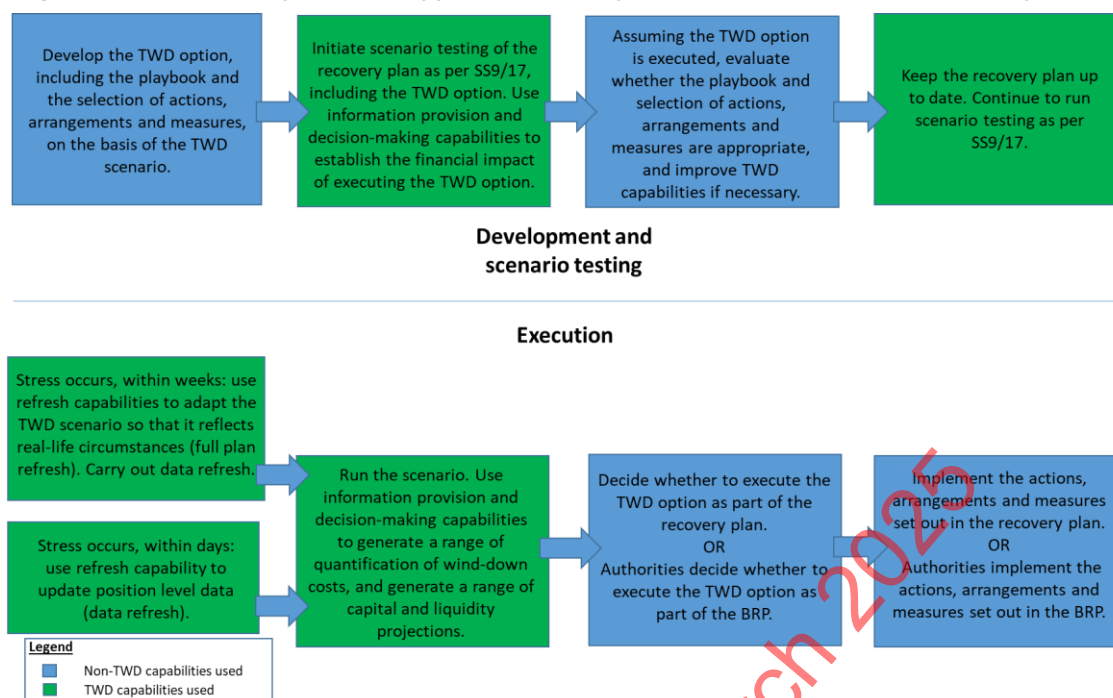 Develop the TWD option,
including the playbook and
the selection of actions,
arrangements and measures,
on the basis of the TWD
scenario.
Initiate scenario testing of the
recovery plan as per SS9/17,
including the TWD option. Use
information provision and
decision-making capabilities to
establish the financial impact
of executing the TWD option.
Assuming the TWD option
is executed, evaluate
whether the playbook and
selection of actions,
arrangements and
measures are appropriate,
and improve TWD
capabilities if necessary.
Keep the recovery plan up
to date. Continue to run
scenario testing as per
SS9/17.
Development and
scenario testing
Execution
Stress occurs, within weeks: use
refresh capabilities to adapt the
TWD scenario so that it reflects
real-life circumstances (full plan
refresh). Carry out data refresh.
Stress occurs, within days:
use refresh capability to
update position level data
(data refresh).
Run the scenario. Use
information provision and
decision-making capabilities
to generate a range of
quantification of wind-down
costs, and generate a range of
capital and liquidity
projections.
Decide whether to execute the
TWD option as part of the
recovery plan.
OR
Authorities decide whether to
execute the TWD option as
part of the BRP.
Implement the actions,
arrangements and measures
set out in the recovery plan.
OR
Authorities implement the
actions, arrangements and
measures set out in the BRP.
Legend
Non-TWD capabilities used
TWD capabilities used
ch 2025